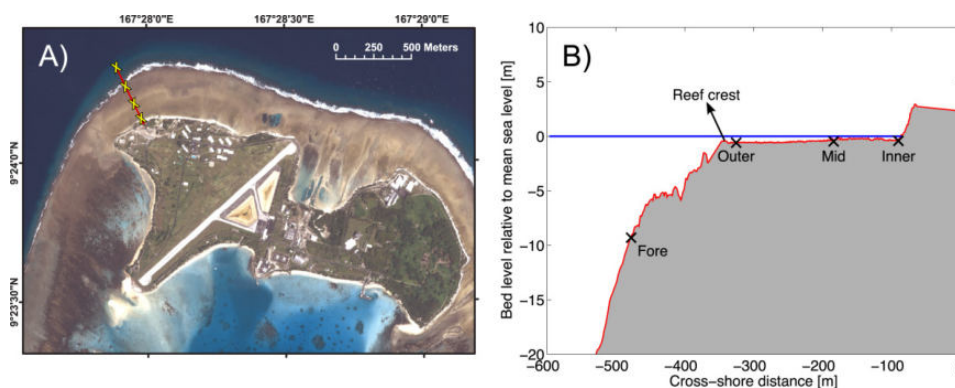 167°28'0"E
167°28'30"E
167°29'0"E
A)
0 250 500 Meters
9°24'0"N
9°23'30"N
B)
10
5
0
−5
−10
−15
−20
Bed level relative to mean sea level [m]
Reef crest
Outer
Mid
Inner
Fore
−600
−500
−400
−300
−200
−100
Cross−shore distance [m]